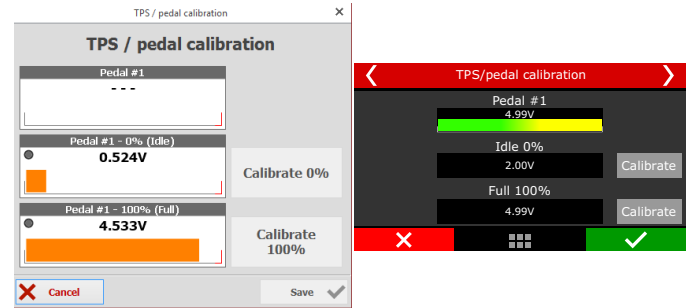 TPS / pedal calibration
TPS / pedal calibration
Pedal #1
- - -
Pedal #1 - 0% (Idle)
0.524V
Calibrate 0%
Pedal #1 - 100% (Full)
4.533V
Calibrate
100%
Cancel
Save
TPS/pedal calibration
Pedal #1
4.99V
Idle 0%
2.00V
Calibrate
Full 100%
4.99V
Calibrate